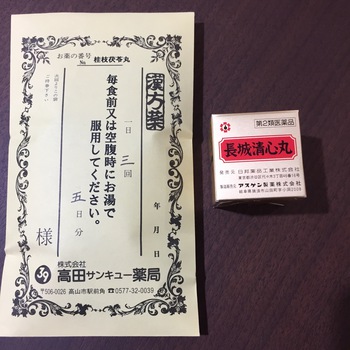 お薬の番号
№
桂枝茯苓丸
漢方薬
一日 三回
毎食前又は空腹時にお湯で
服用してください。
五日分
年 月 日
様
株式会社
高田サンキュー薬局
〒506-0026 高山市駅前角 ☎0577-32-0039
第2類医薬品
長城清心丸
発売元 日邦薬品工業株式会社
アスゲン製薬株式会社